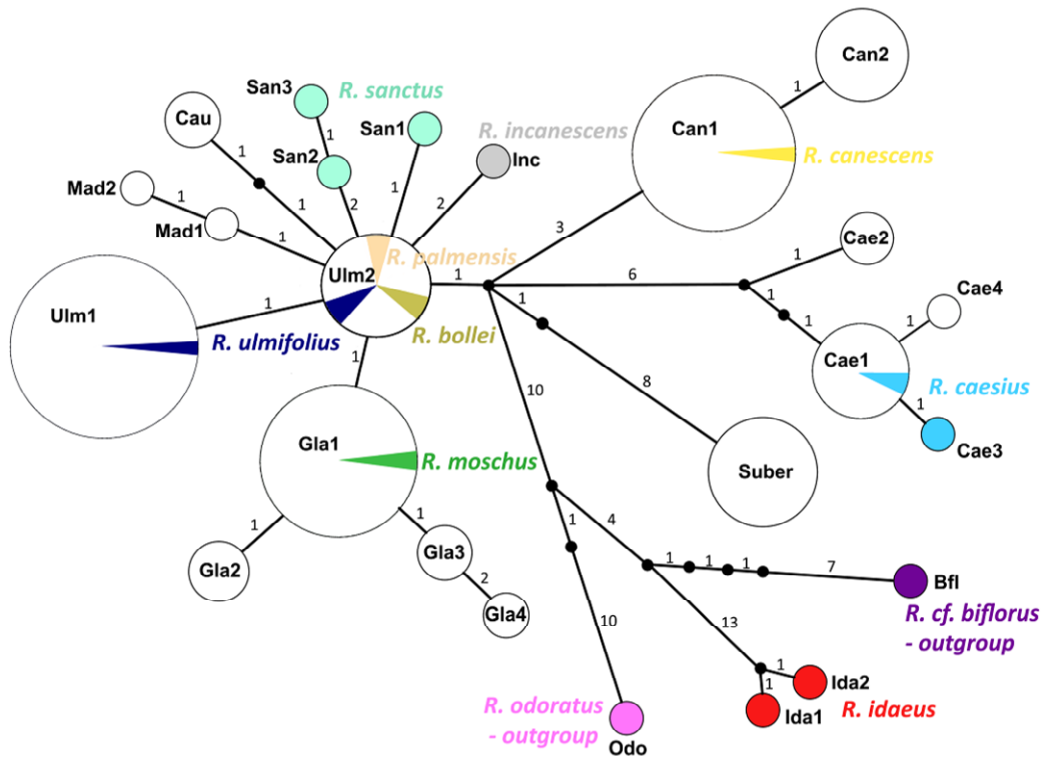 Can2
San3
R. sanctus
1
Cau
San1
R. incanescens
Can1
1
San2
Inc
R. canescens
1
Mad2
1
1
2
1
2
Mad1
1
3
Cae2
R. palmensis
1
Ulm2
1
6
1
Cae4
Ulm1
1
1
1
1
1
R. ulmifolius
R. bollei
Cae1
1
8
R. caesius
10
1
Gla1
R. moschus
Cae3
Suber
1
1
1
4
Gla3
Gla2
2
1
1
1
7
Bfl
Gla4
10
13
R. cf. biflorus
- outgroup
1
1
Ida2
R. odoratus
- outgroup
Ida1
R. idaeus
Odo